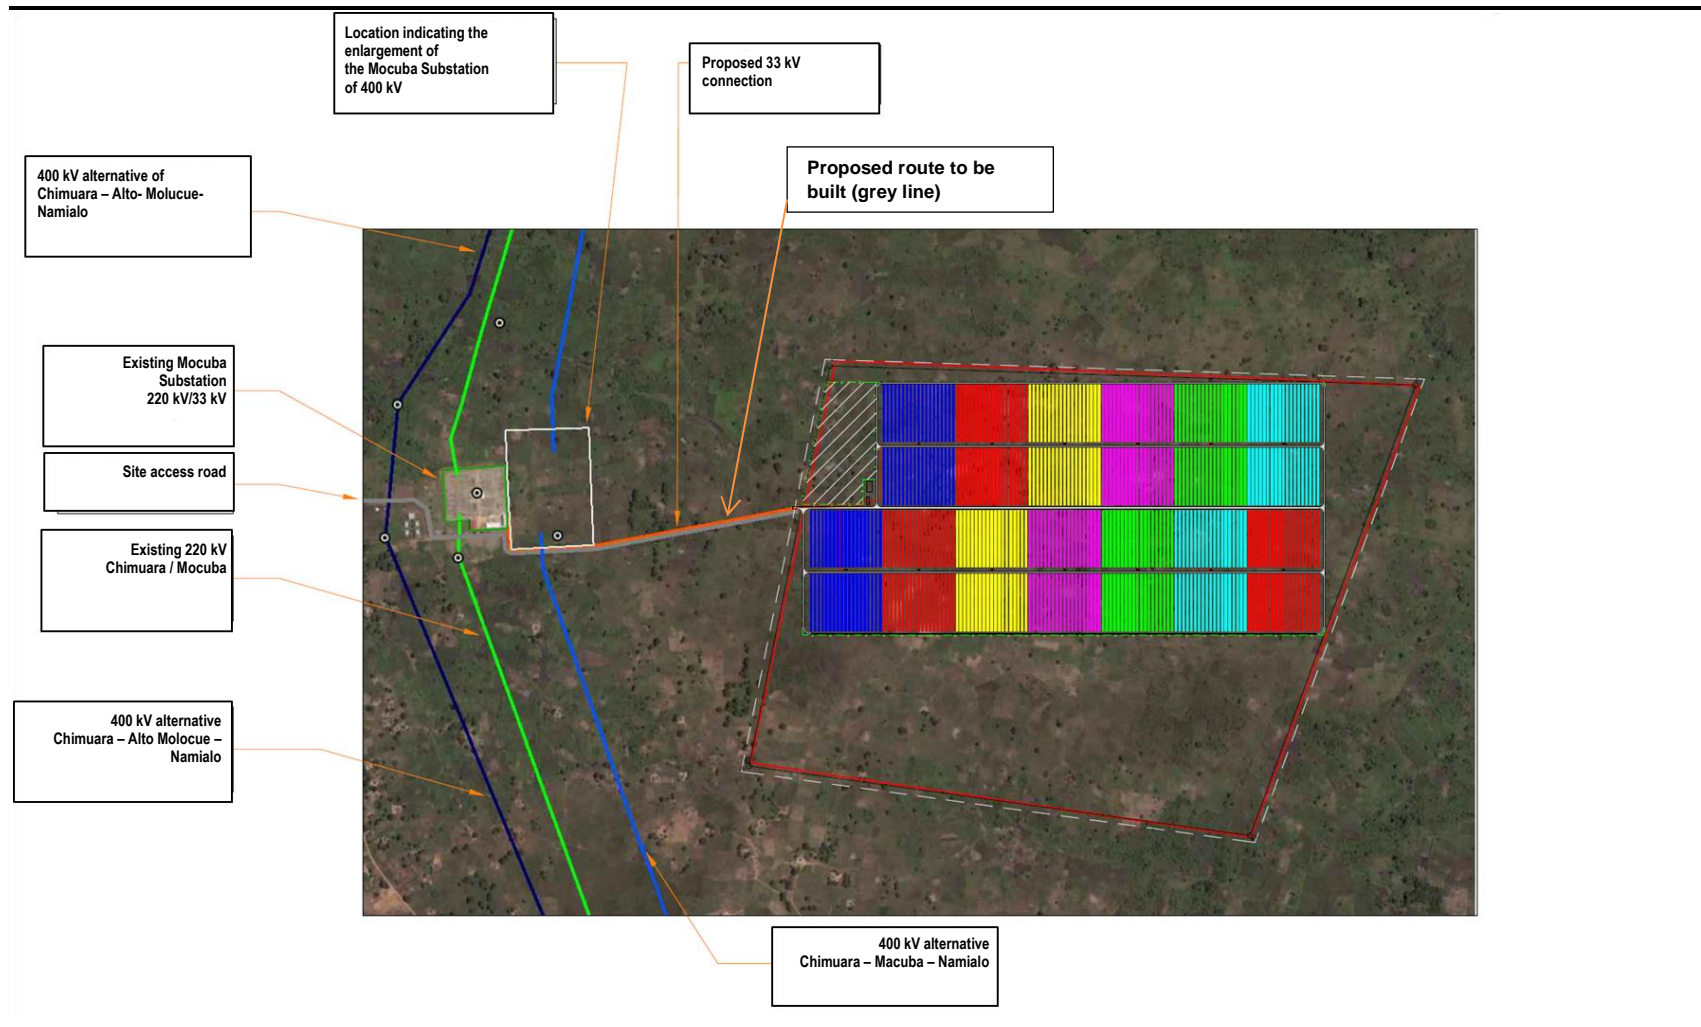 Location indicating the
enlargement of
the Mocuba Substation
of 400 kV
Proposed 33 kV
connection
Proposed route to be
built (grey line)
400 kV alternative of
Chimuara – Alto- Molucue-
Namialo
Existing Mocuba
Substation
220 kV/33 kV
Site access road
Existing 220 kV
Chimuara / Mocuba
400 kV alternative
Chimuara – Alto Molocue –
Namialo
400 kV alternative
Chimuara – Macuba – Namialo